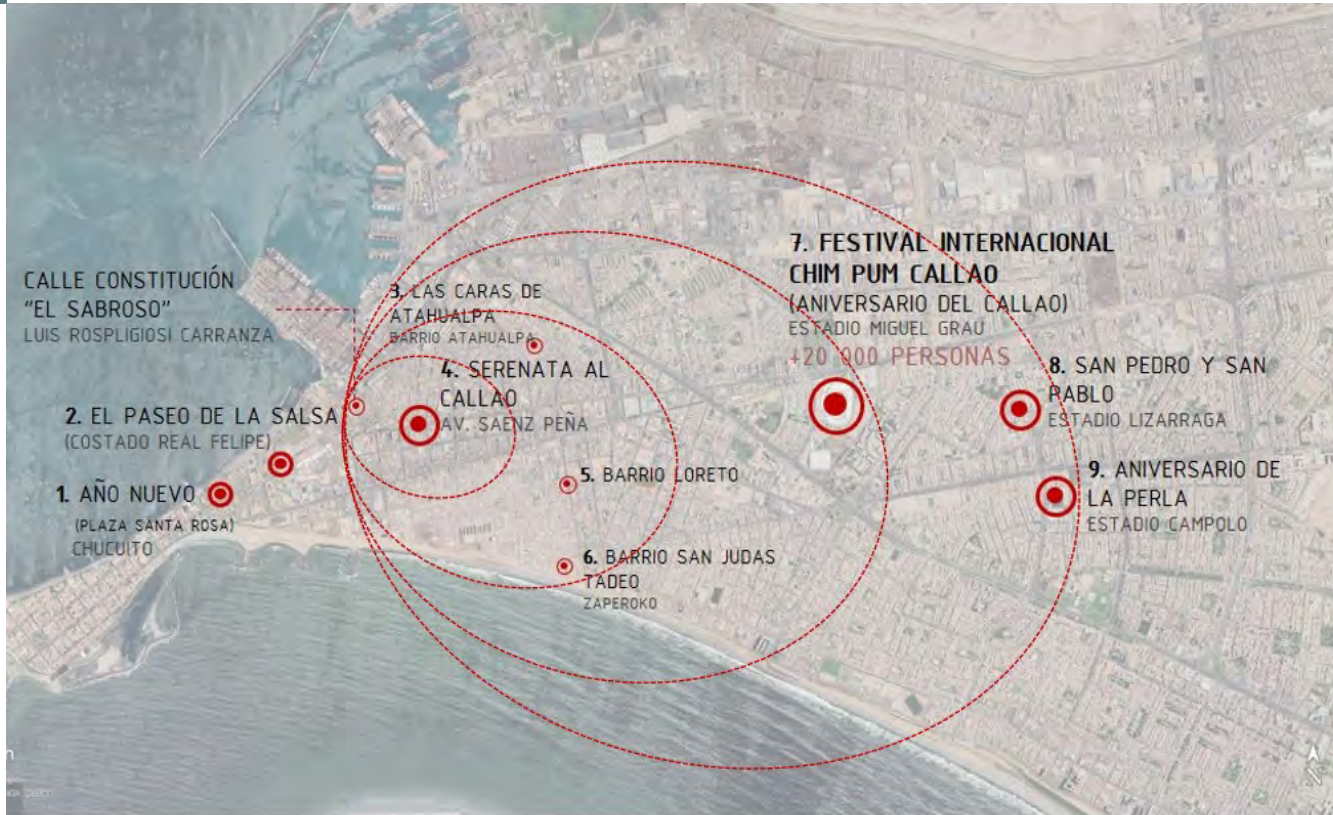 CALLE CONSTITUCIÓN
"EL SABROSO"
LUIS ROSPLIGIOSI CARRANZA
1. AÑO NUEVO
(PLAZA SANTA ROSA)
CHUCUITO
2. EL PASEO DE LA SALSA
(COSTADO REAL FELIPE)
3. LAS CARAS DE
ATAHUALPA
BARRIO ATAHUALPA
4. SERENATA AL
CALLAO
AV. SAENZ PEÑA
5. BARRIO LORETO
6. BARRIO SAN JUDAS
TADEO
ZAPEROKO
7. FESTIVAL INTERNACIONAL
CHIM PUM CALLAO
(ANIVERSARIO DEL CALLAO)
ESTADIO MIGUEL GRAU
+20 000 PERSONAS
8. SAN PEDRO Y SAN
PABLO
ESTADIO LIZARRAGA
9. ANIVERSARIO DE
LA PERLA
ESTADIO CAMPOLO